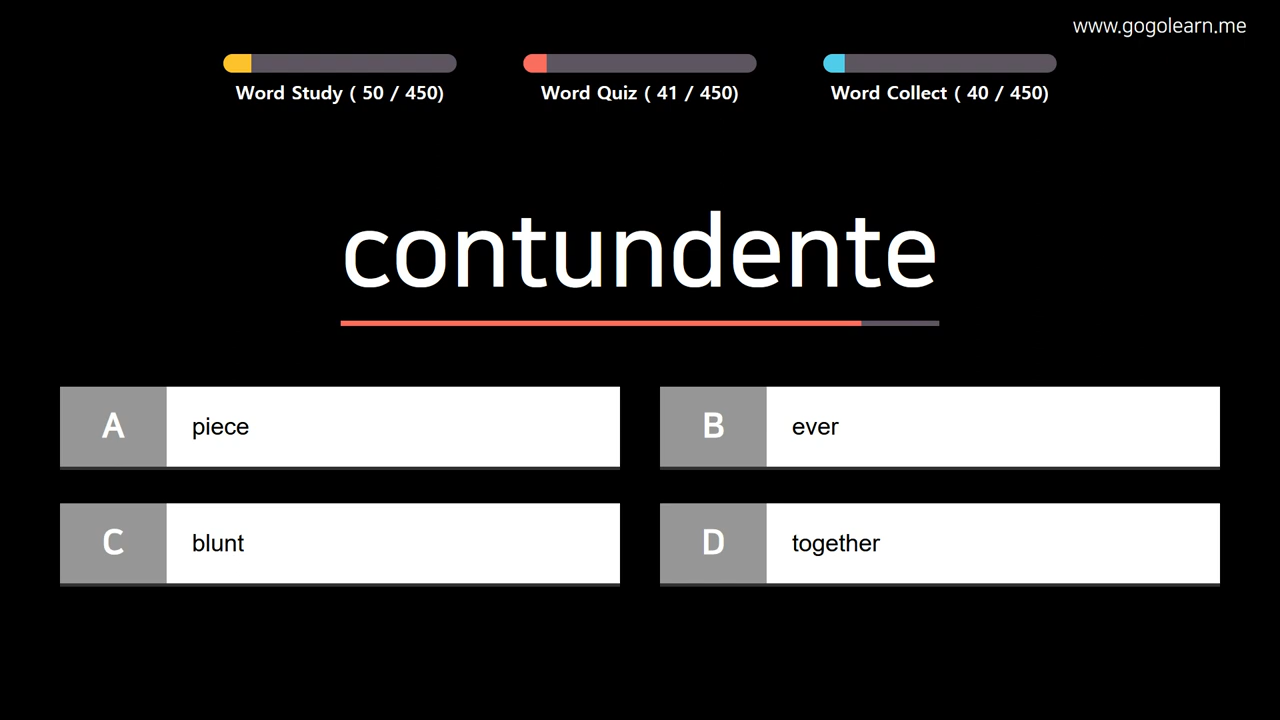 www.gogolearn.me
Word Study ( 50 / 450)
Word Quiz ( 41 / 450)
Word Collect ( 40 / 450)
contundente
A piece
B ever
C blunt
D together